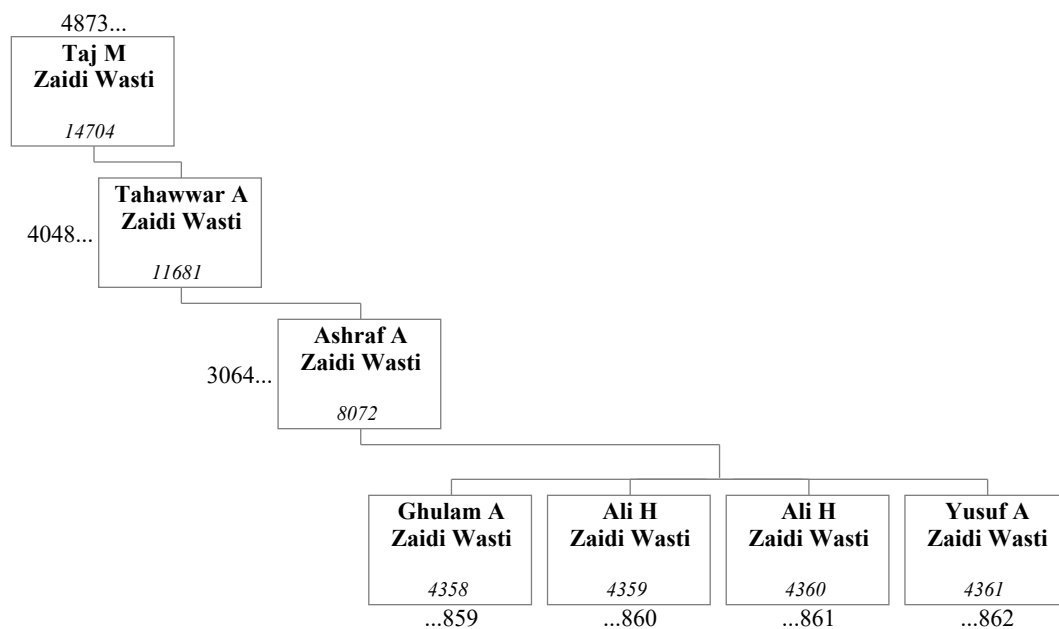 4873...
Taj M
Zaidi Wasti
14704
Tahawwar A
Zaidi Wasti
4048...
11681
Ashraf A
Zaidi Wasti
3064...
8072
Ghulam A
Zaidi Wasti
4358
...859
Ali H
Zaidi Wasti
4359
...860
Ali H
Zaidi Wasti
4360
...861
Yusuf A
Zaidi Wasti
4361
...862